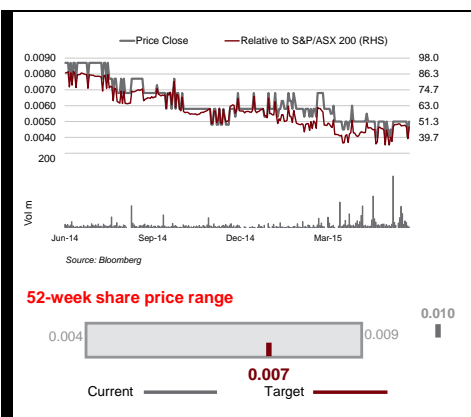 Price Close Relative to S&P/ASX 200 (RHS)
0.0090 98.0
0.0080 86.3
0.0070 74.7
0.0060 63.0
0.0050 51.3
0.0040 39.7
200
Vol m
Jun-14 Sep-14 Dec-14 Mar-15
Source: Bloomberg
52-week share price range
0.010
0.004 0.009
0.007
Current Target